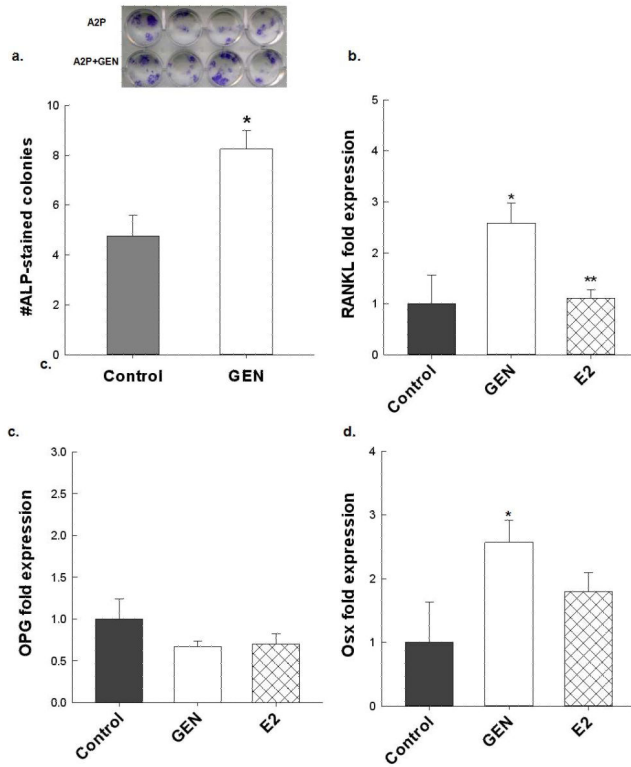 A2P
a.
A2P+GEN
#ALP-stained colonies
10
8
6
4
2
0
*
Control
GEN
b.
RANKL fold expression
5
4
3
2
1
0
*
**
Control
GEN
E2
c.
c.
OPG fold expression
3.0
2.5
2.0
1.5
1.0
0.5
0.0
Control
GEN
E2
d.
Osx fold expression
4
3
2
1
0
*
Control
GEN
E2